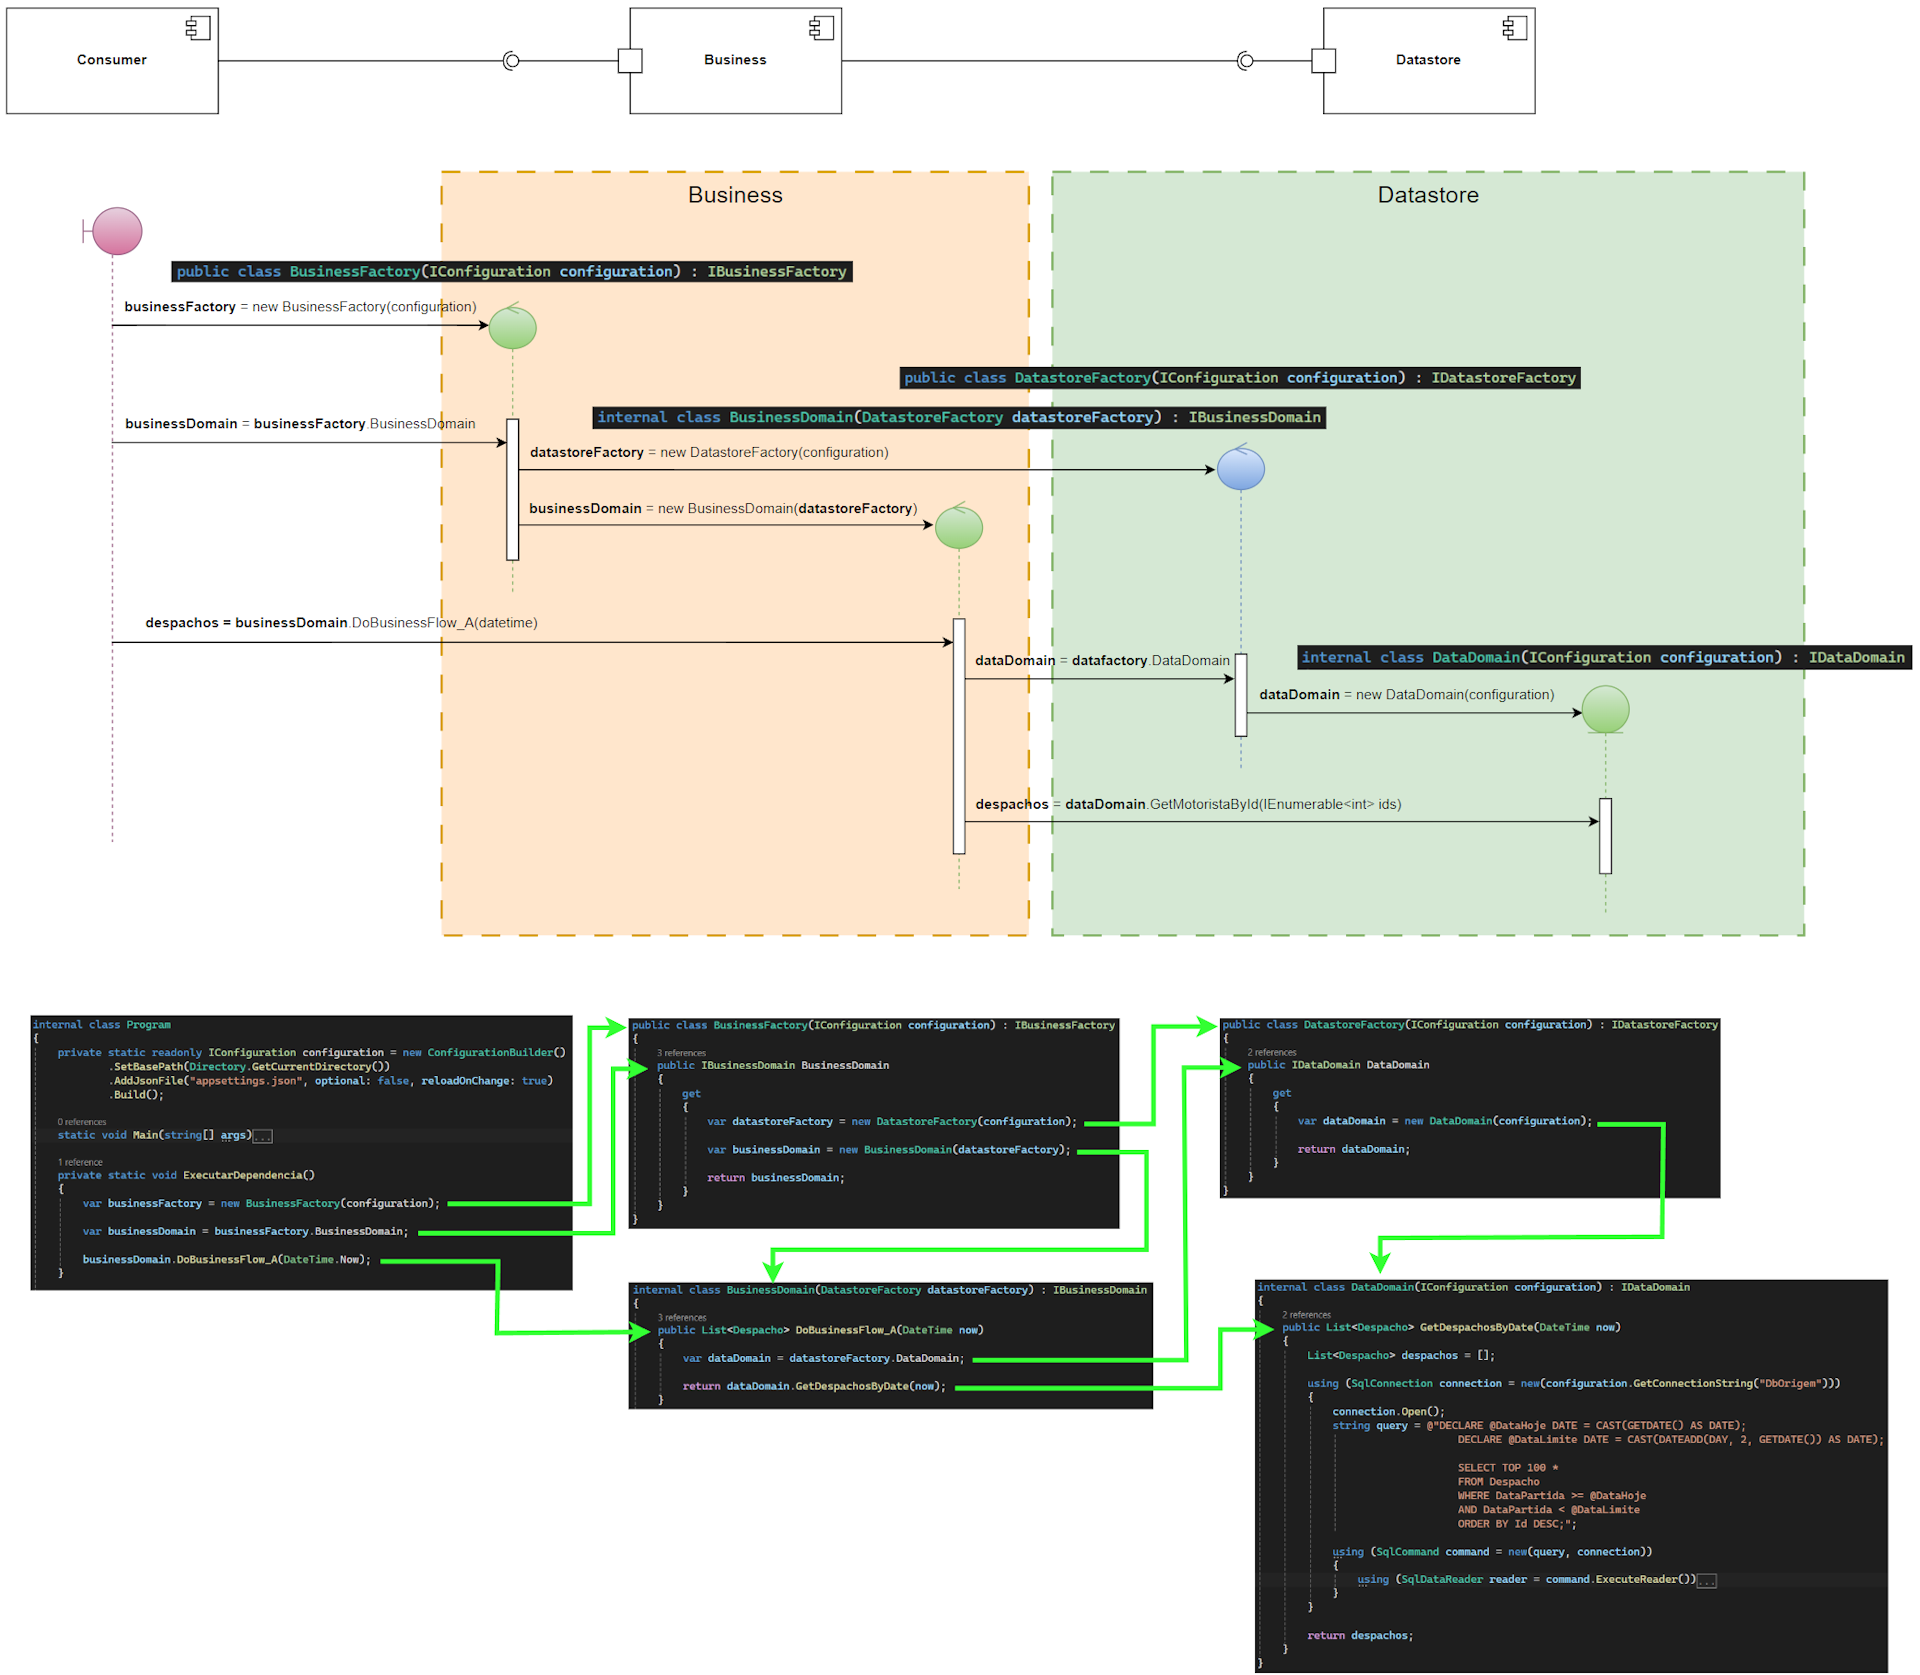 Consumer
Business
Datastore
Business
Datastore
public class BusinessFactory(IConfiguration configuration) : IBusinessFactory
businessFactory = new BusinessFactory(configuration)
public class DatastoreFactory(IConfiguration configuration) : IDatastoreFactory
internal class BusinessDomain(DatastoreFactory datastoreFactory) : IBusinessDomain
businessDomain = businessFactory.BusinessDomain
datastoreFactory = new DatastoreFactory(configuration)
businessDomain = new BusinessDomain(datastoreFactory)
despachos = businessDomain.DoBusinessFlow_A(datetime)
dataDomain = datafactory.DataDomain
internal class DataDomain(IConfiguration configuration) : IDataDomain
dataDomain = new DataDomain(configuration)
despachos = dataDomain.GetMotoristaById(IEnumerable<int> ids)
internal class Program
{
private static readonly IConfiguration configuration = new ConfigurationBuilder()
.SetBasePath(Directory.GetCurrentDirectory())
.AddJsonFile("appsettings.json", optional: false, reloadOnChange: true)
.Build();
0 references
static void Main(string[] args)...
1 reference
private static void ExecutarDependencia()
{
var businessFactory = new BusinessFactory(configuration);
var businessDomain = businessFactory.BusinessDomain;
businessDomain.DoBusinessFlow_A(DateTime.Now);
}
public class BusinessFactory(IConfiguration configuration) : IBusinessFactory
{
3 references
public IBusinessDomain BusinessDomain
{
get
{
var datastoreFactory = new DatastoreFactory(configuration);
var businessDomain = new BusinessDomain(datastoreFactory);
return businessDomain;
}
}
}
public class DatastoreFactory(IConfiguration configuration) : IDatastoreFactory
{
2 references
public IDataDomain DataDomain
{
get
{
var dataDomain = new DataDomain(configuration);
return dataDomain;
}
}
}
internal class BusinessDomain(DatastoreFactory datastoreFactory) : IBusinessDomain
{
3 references
public List<Despacho> DoBusinessFlow_A(DateTime now)
{
var dataDomain = datastoreFactory.DataDomain;
return dataDomain.GetDespachosByDate(now);
}
internal class DataDomain(IConfiguration configuration) : IDataDomain
{
2 references
public List<Despacho> GetDespachosByDate(DateTime now)
{
List<Despacho> despachos = [];
using (SqlConnection connection = new(configuration.GetConnectionString("DbOrigem")))
{
connection.Open();
string query = @"DECLARE @DataHoje DATE = CAST(GETDATE() AS DATE);
DECLARE @DataLimite DATE = CAST(DATEADD(DAY, 2, GETDATE()) AS DATE);
SELECT TOP 100 *
FROM Despacho
WHERE DataPartida >= @DataHoje
AND DataPartida < @DataLimite
ORDER BY Id DESC;";
using (SqlCommand command = new(query, connection))
{
using (SqlDataReader reader = command.ExecuteReader())...
}
}
return despachos;
}
}